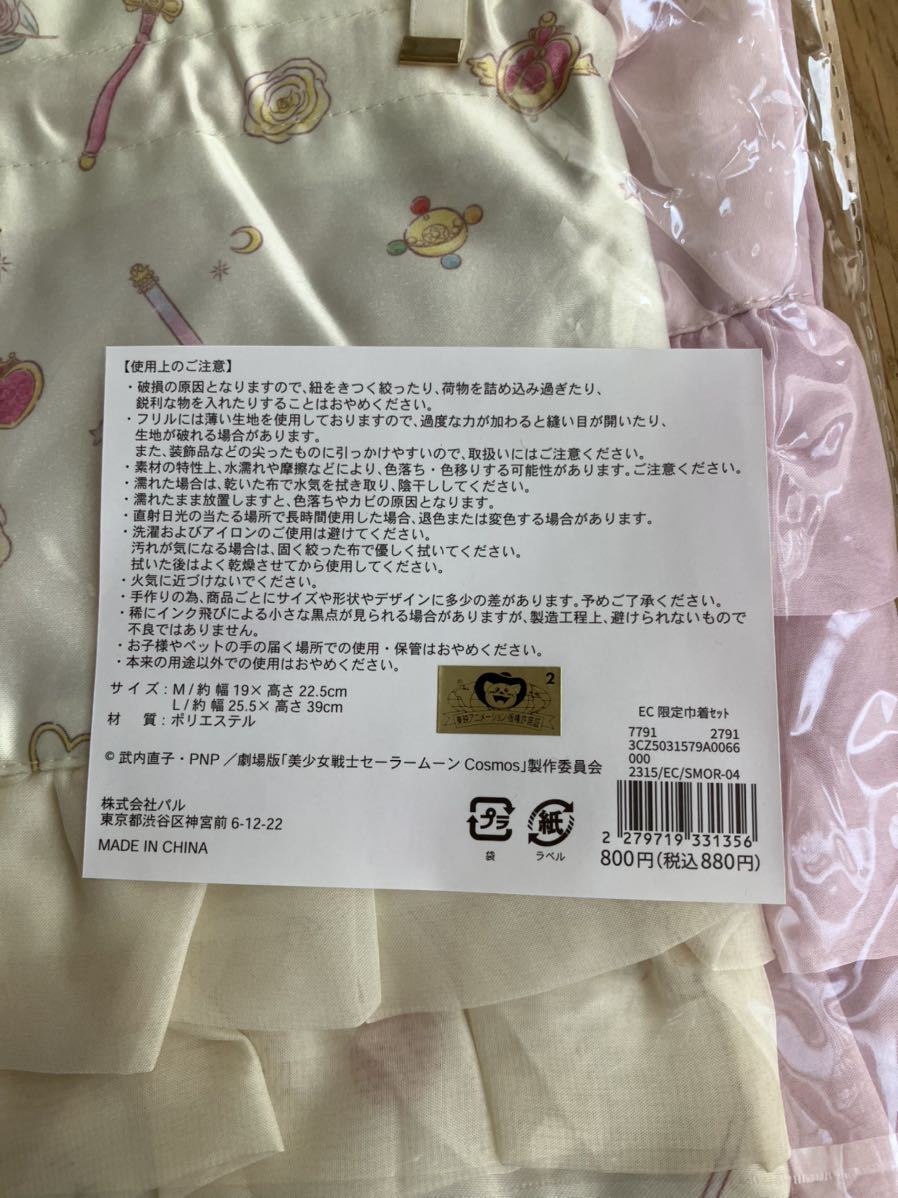 【使用上のご注意】
・破損の原因となりますので、紐をきつく絞ったり、荷物を詰め込み過ぎたり、
鋭利な物を入れたりすることはおやめください。
・フリルには薄い生地を使用しておりますので、過度な力が加わると縫い目が開いたり、
生地が破れる場合があります。
また、装飾品などの尖ったものに引っかけやすいので、取扱いにはご注意ください。
・素材の特性上、水濡れや摩擦などにより、色落ち・色移りする可能性があります。ご注意ください。
・濡れた場合は、乾いた布で水気を拭き取り、陰干ししてください。
・濡れたまま放置しますと、色落ちやカビの原因となります。
・直射日光の当たる場所で長時間使用した場合、退色または変色する場合があります。
・洗濯およびアイロンのご使用は避けてください。
汚れが気になる場合は、固く絞った布で優しく拭いてください。
拭いた後はよく乾燥させてから使用してください。
・火気に近づけないでください。
・手作りの為、商品ごとにサイズや形状やデザインに多少の差があります。予めご了承ください。
・稀にインク飛びによる小さな黒点が見られる場合がありますが、製造工程上、避けられないもので
不良ではありません。
・お子様やペットの手の届く場所での使用・保管はおやめください。
・本来の用途以外での使用はおやめください。
サイズ：M/約 幅19×高さ22.5cm
L/約 幅25.5×高さ39cm
材 質：ポリエステル
2
東映アニメーション版権許諾証
© 武内直子・PNP／劇場版「美少女戦士セーラームーン Cosmos」製作委員会
株式会社パル
東京都渋谷区神宮前 6-12-22
MADE IN CHINA
プラ
袋
紙
ラベル
EC 限定巾着ｾｯﾄ
7791 2791
3CZ5031579A0066
000
2315/EC/SMOR-04
2 279719 331356
800円(税込880円)